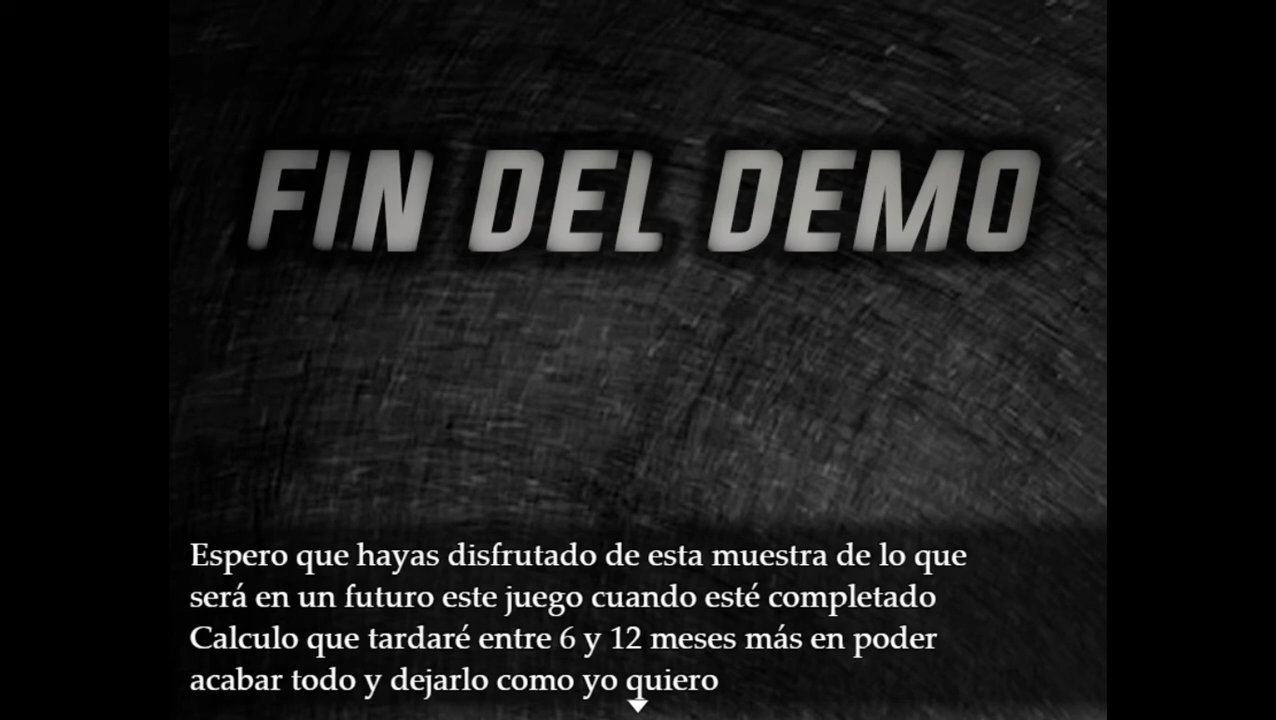 FIN DEL DEMO
Espero que hayas disfrutado de esta muestra de lo que
será en un futuro este juego cuando esté completado
Calculo que tardaré entre 6 y 12 meses más en poder
acabar todo y dejarlo como yo quiero